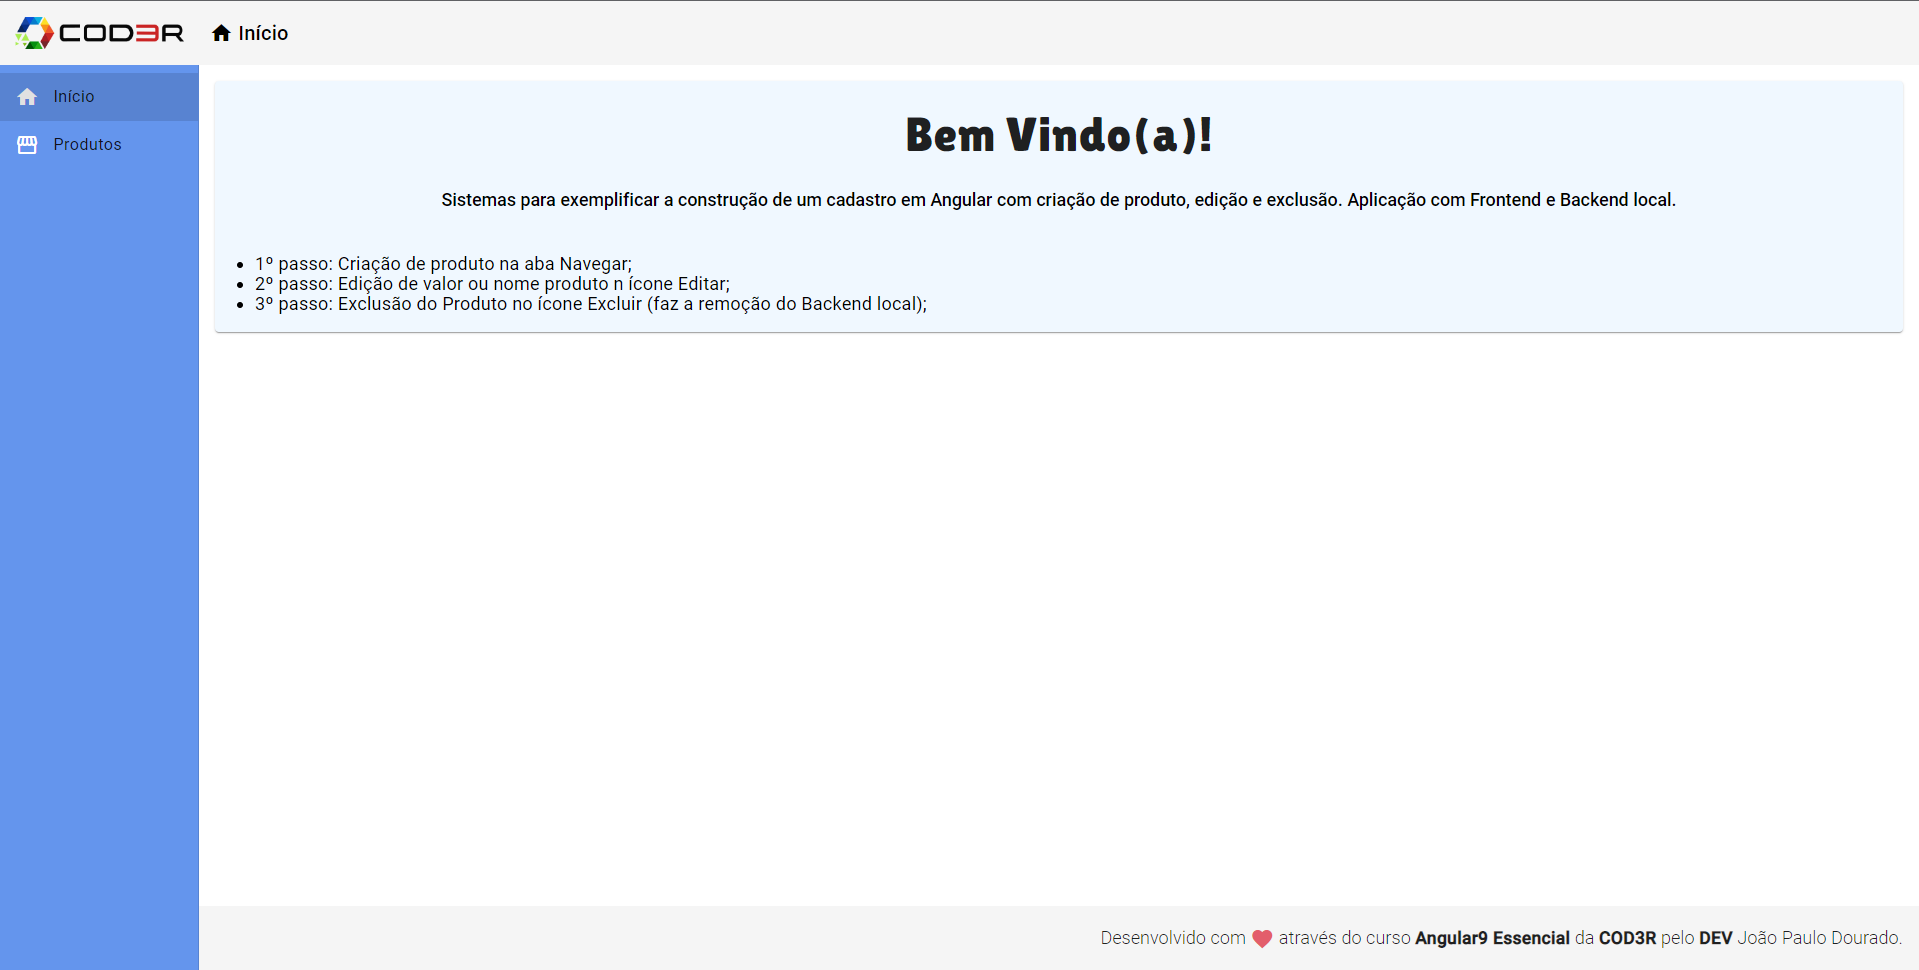 COD3R
Início
Início
Produtos
Bem Vindo(a)!
Sistemas para exemplificar a construção de um cadastro em Angular com criação de produto, edição e exclusão. Aplicação com Frontend e Backend local.
1º passo: Criação de produto na aba Navegar;
2º passo: Edição de valor ou nome produto n ícone Editar;
3º passo: Exclusão do Produto no ícone Excluir (faz a remoção do Backend local);
Desenvolvido com através do curso Angular9 Essencial da COD3R pelo DEV João Paulo Dourado.